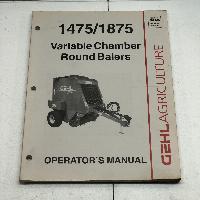 1475/1875
Variable Chamber
Round Balers
GEHL AGRICULTURE
OPERATOR'S MANUAL